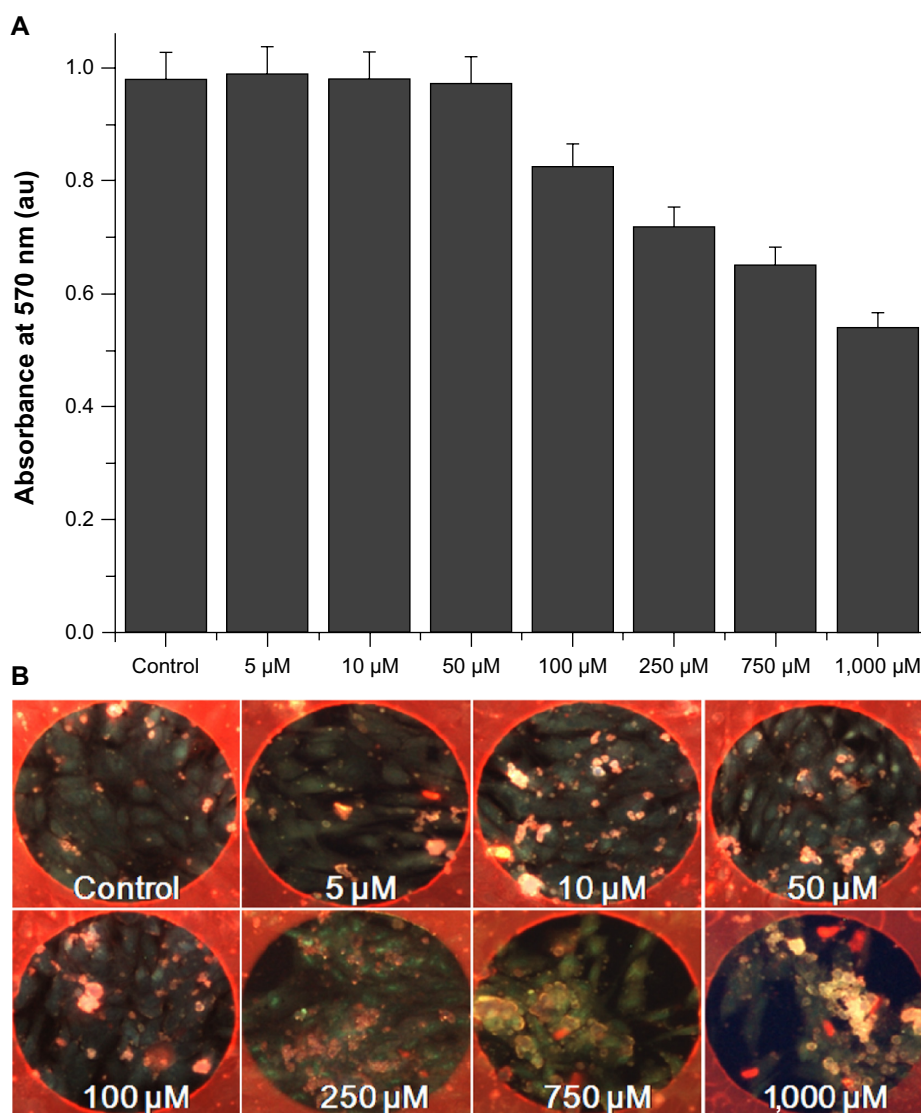 A
Absorbance at 570 nm (au)
1.0
0.8
0.6
0.4
0.2
0.0
Control 5 µM 10 µM 50 µM 100 µM 250 µM 750 µM 1,000 µM
B
Control 5 µM 10 µM 50 µM
100 µM 250 µM 750 µM 1,000 µM